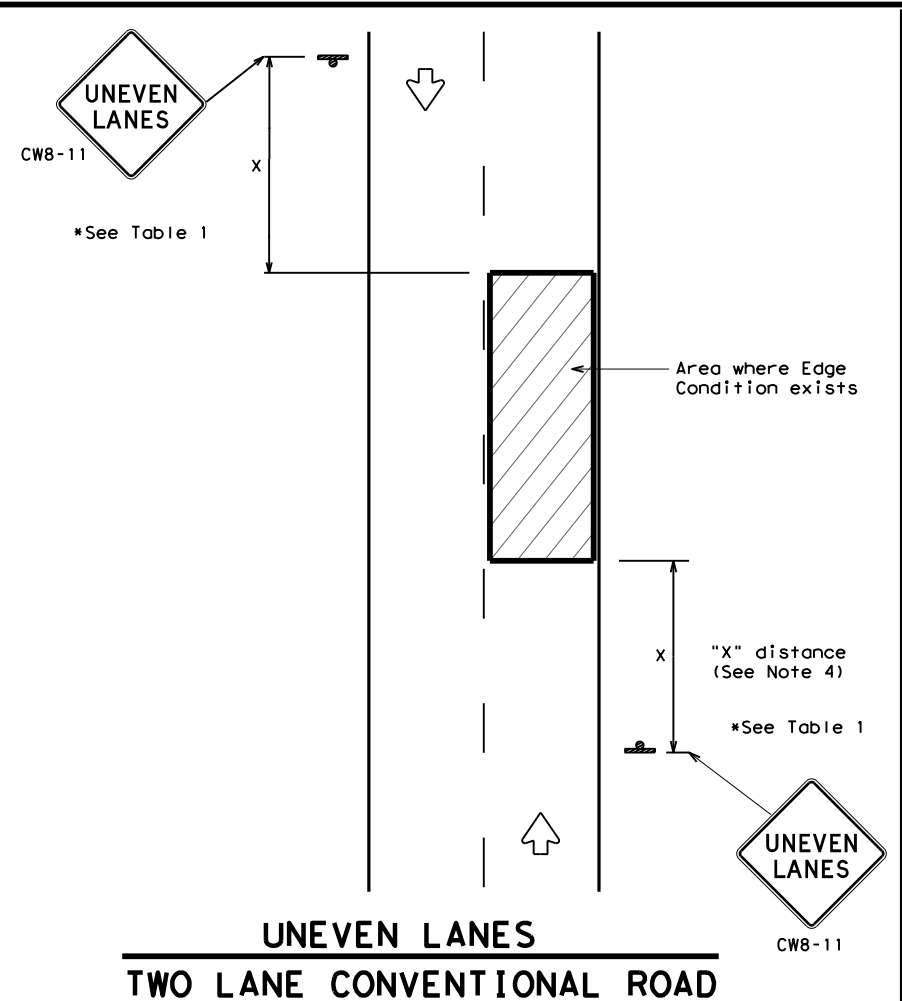 UNEVEN
LANES
CW8-11
X
*See Table 1
Area where Edge
Condition exists
X
"X" distance
(See Note 4)
*See Table 1
UNEVEN
LANES
CW8-11
UNEVEN LANES
TWO LANE CONVENTIONAL ROAD